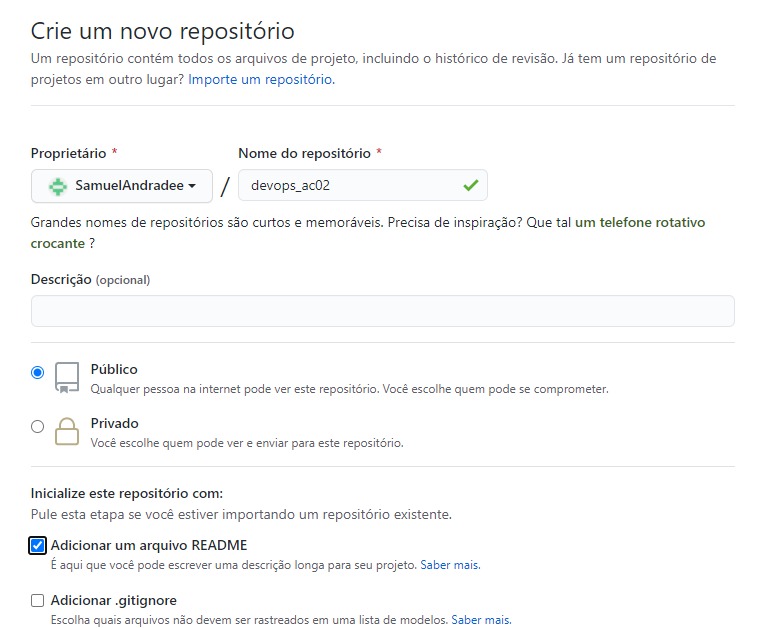 Crie um novo repositório
Um repositório contém todos os arquivos de projeto, incluindo o histórico de revisão. Já tem um repositório de
projetos em outro lugar? Importe um repositório.
Proprietário * Nome do repositório *
SamuelAndradee / devops_ac02
Grandes nomes de repositórios são curtos e memoráveis. Precisa de inspiração? Que tal um telefone rotativo
crocante ?
Descrição (opcional)
Público
Qualquer pessoa na internet pode ver este repositório. Você escolhe quem pode se comprometer.
Privado
Você escolhe quem pode ver e enviar para este repositório.
Inicialize este repositório com:
Pule esta etapa se você estiver importando um repositório existente.
Adicionar um arquivo README
É aqui que você pode escrever uma descrição longa para seu projeto. Saber mais.
Adicionar .gitignore
Escolha quais arquivos não devem ser rastreados em uma lista de modelos. Saber mais.